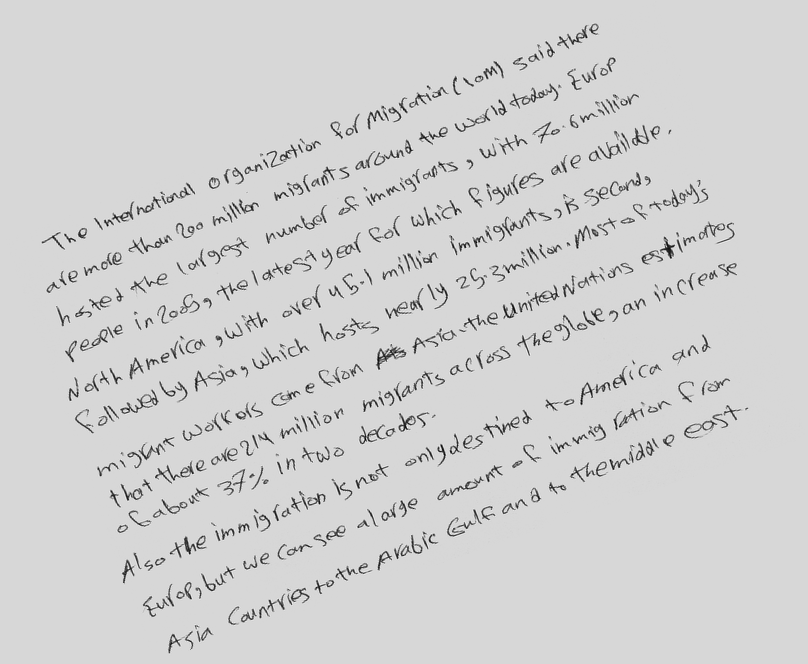 The International organization for Migration (IOM) said there
are more than 200 million migrants around the world today. Europ
hosted the largest number of immigrants, with 70.6 million
people in 2005, the latest year for which figures are available.
North America, with over 45.1 million immigrants, is second,
followed by Asia, which hosts nearly 25.3 million. Most of today's
migrant workers come from Asia. the United Nations estimates
that there are 214 million migrants across the globe, an increase
of about 37% in two decades.
Also the immigration is not only destined to America and
Europ, but we can see a large amount of immigration from
Asia Countries to the Arabic Gulf and to the middle east.